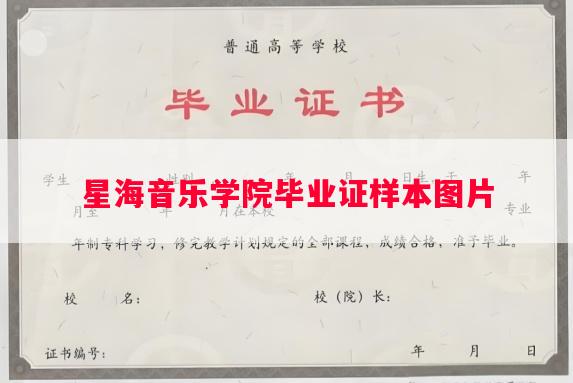 普通高等学校
毕业证书
学生 性别 年 月 日生,于 年
星海音乐学院毕业证样本图片
月至 年 月在本校 专业
年制专科学习,修完教学计划规定的全部课程,成绩合格,准予毕业。
校 名: 校(院)长:
证书编号: 年 月 日